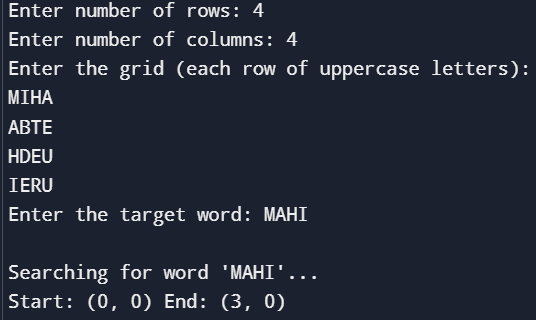 Enter number of rows: 4
Enter number of columns: 4
Enter the grid (each row of uppercase letters):
MIHA
ABTE
HDEU
IERU
Enter the target word: MAHI

Searching for word 'MAHI'...
Start: (0, 0) End: (3, 0)